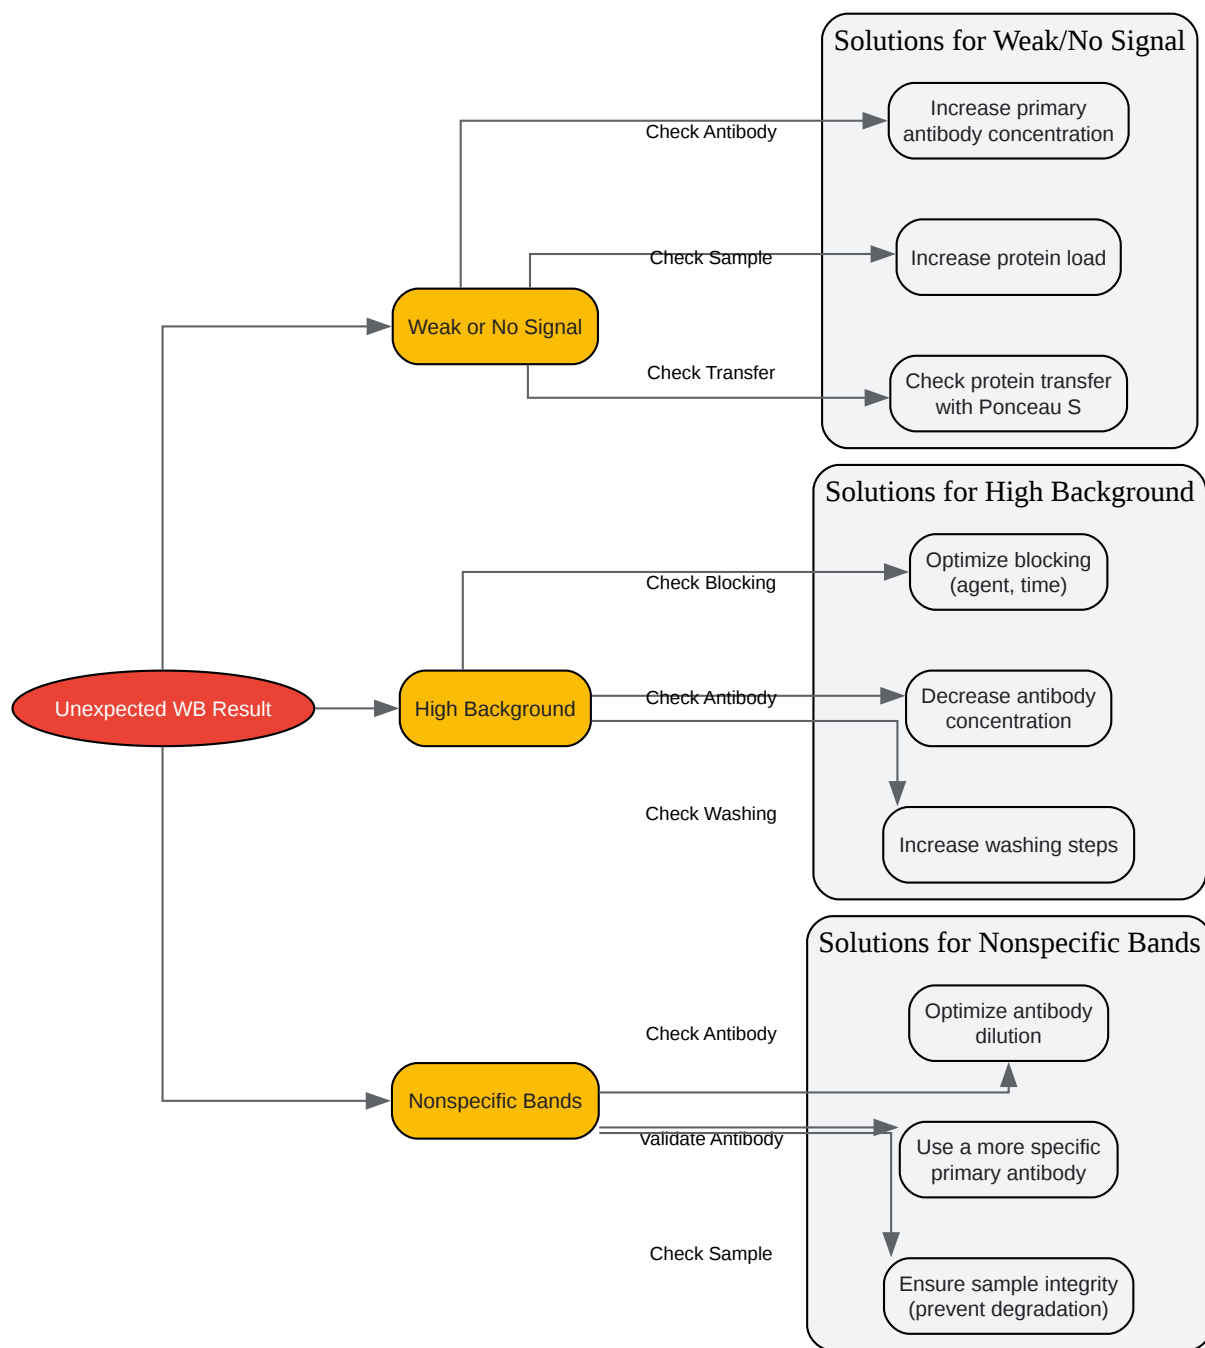 Solutions for Weak/No Signal
Increase primary
antibody concentration
Check Antibody
Check Sample
Increase protein load
Weak or No Signal
Check Transfer
Check protein transfer
with Ponceau S
Solutions for High Background
Optimize blocking
(agent, time)
Check Blocking
Unexpected WB Result
High Background
Check Antibody
Decrease antibody
concentration
Check Washing
Increase washing steps
Solutions for Nonspecific Bands
Optimize antibody
dilution
Check Antibody
Nonspecific Bands
Validate Antibody
Use a more specific
primary antibody
Check Sample
Ensure sample integrity
(prevent degradation)